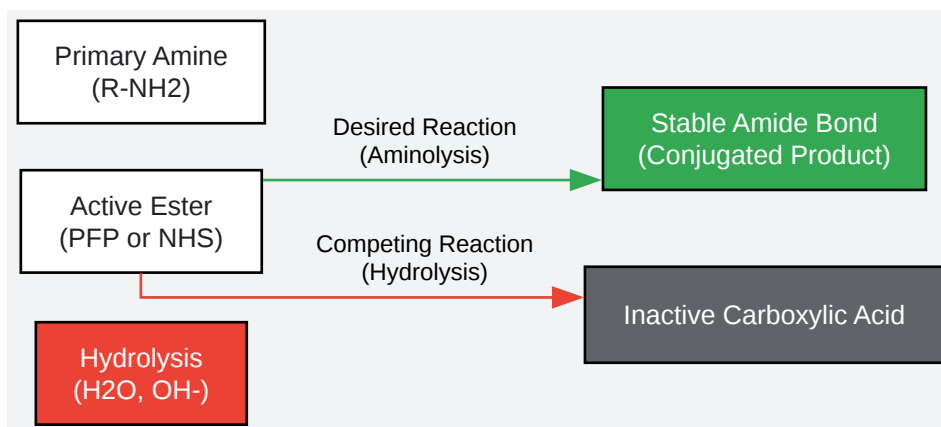 Primary Amine
(R-NH2)
Desired Reaction
(Aminolysis)
Stable Amide Bond
(Conjugated Product)
Active Ester
(PFP or NHS)
Competing Reaction
(Hydrolysis)
Inactive Carboxylic Acid
Hydrolysis
(H2O, OH-)